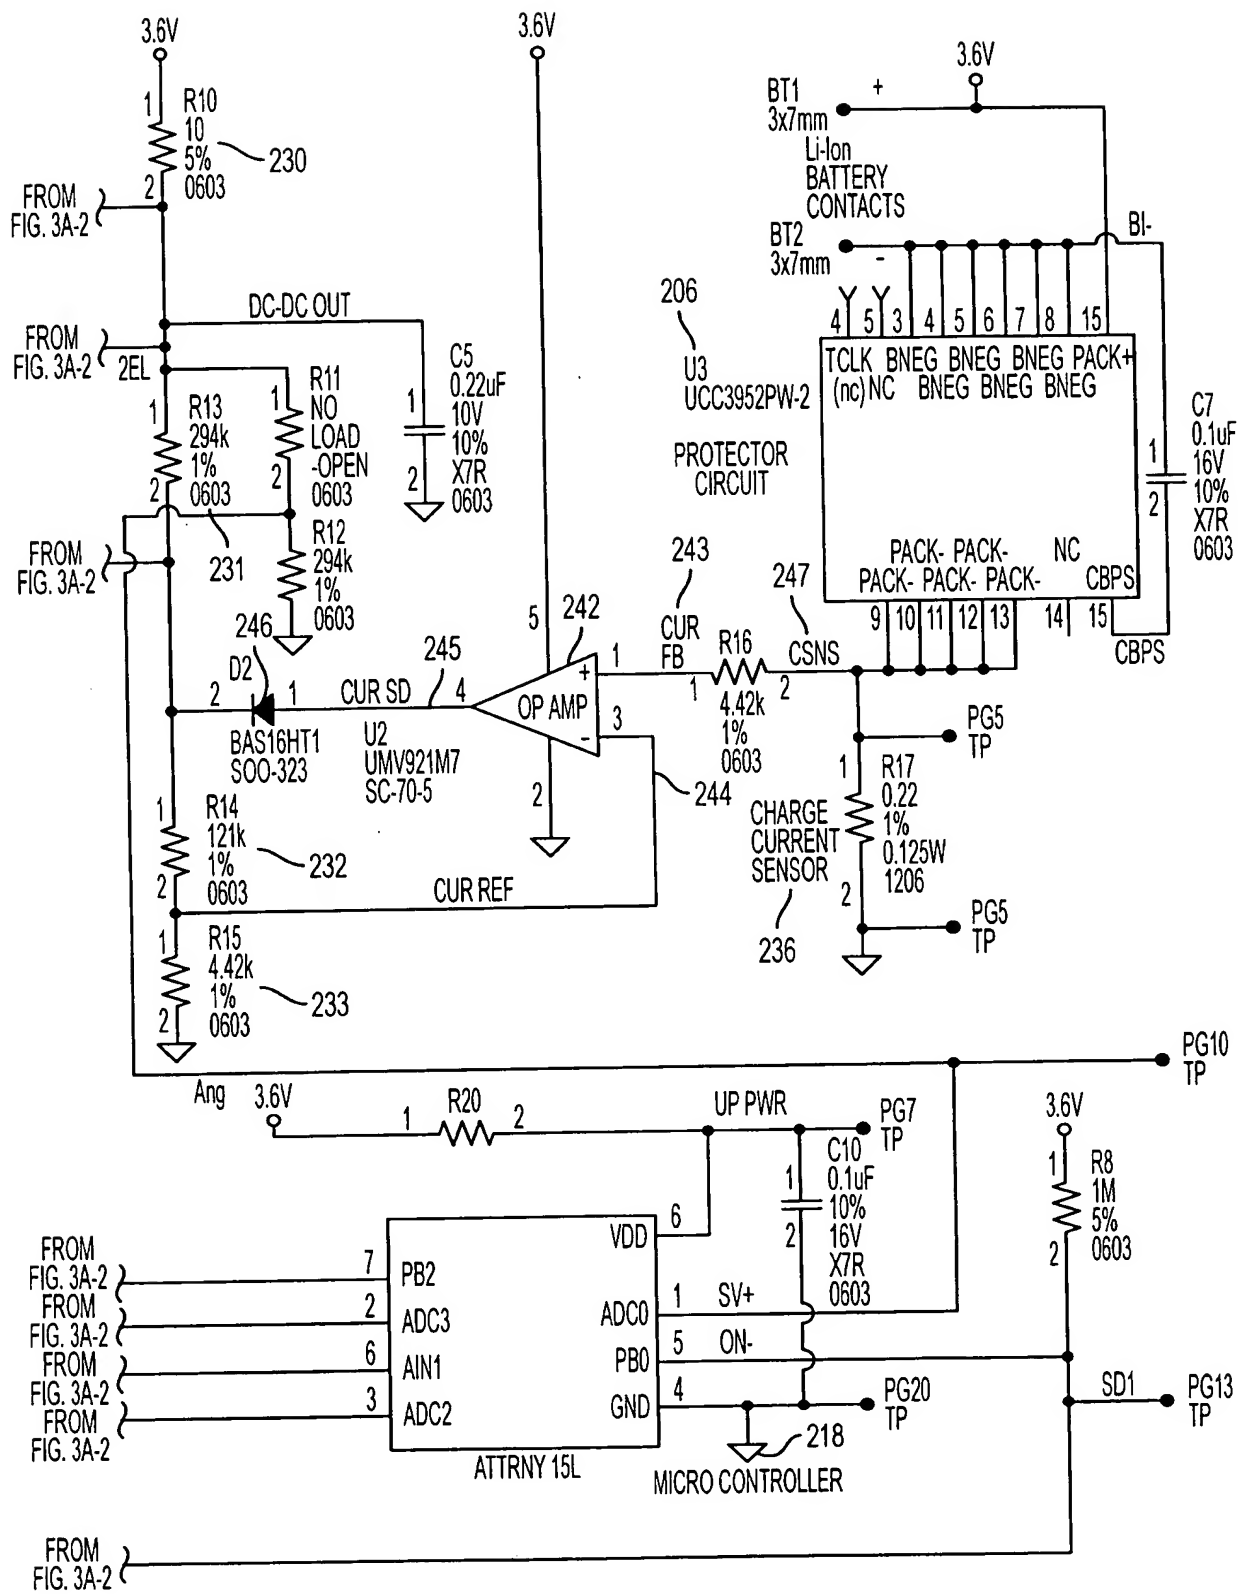 3.6V
1
R10
10
5%
0603
2
230
FROM
FIG. 3A-2
DC-DC OUT
FROM
FIG. 3A-2
2EL
1
R13
294k
1%
0603
2
231
1
R11
NO
LOAD
-OPEN
0603
2
R12
294k
1%
0603
C5
0.22uF
10V
10%
X7R
0603
1
2
FROM
FIG. 3A-2
3.6V
5
242
1
+
OP AMP
-
3
2
4
245
CUR SD
U2
UMV921M7
SC-70-5
246
D2
2
1
BAS16HT1
SOO-323
1
R14
121k
1%
0603
2
232
CUR REF
244
1
R15
4.42k
1%
0603
2
233
BT1
3x7mm
+
3.6V
Li-Ion
BATTERY
CONTACTS
BT2
3x7mm
-
BI-
206
U3
UCC3952PW-2
PROTECTOR
CIRCUIT
4 5 3 4 5 6 7 8 15
TCLK BNEG BNEG BNEG PACK+
(nc) NC BNEG BNEG BNEG
PACK- PACK- NC
PACK- PACK- PACK- CBPS
9 10 11 12 13 14 15
CBPS
C7
0.1uF
16V
10%
X7R
0603
1
2
243
CUR
FB
1
R16
2
4.42k
1%
0603
247
CSNS
PG5
TP
1
R17
0.22
1%
0.125W
1206
2
CHARGE
CURRENT
SENSOR
236
PG5
TP
PG10
TP
Ang
3.6V
1
R20
2
UP PWR
PG7
TP
C10
0.1uF
10%
16V
X7R
0603
1
2
3.6V
1
R8
1M
5%
0603
2
FROM
FIG. 3A-2
7
PB2
FROM
FIG. 3A-2
2
ADC3
FROM
FIG. 3A-2
6
AIN1
FROM
FIG. 3A-2
3
ADC2
VDD
6
ADC0
1
SV+
PB0
5
ON-
GND
4
PG20
TP
SD1
PG13
TP
ATTRNY 15L
218
MICRO CONTROLLER
FROM
FIG. 3A-2